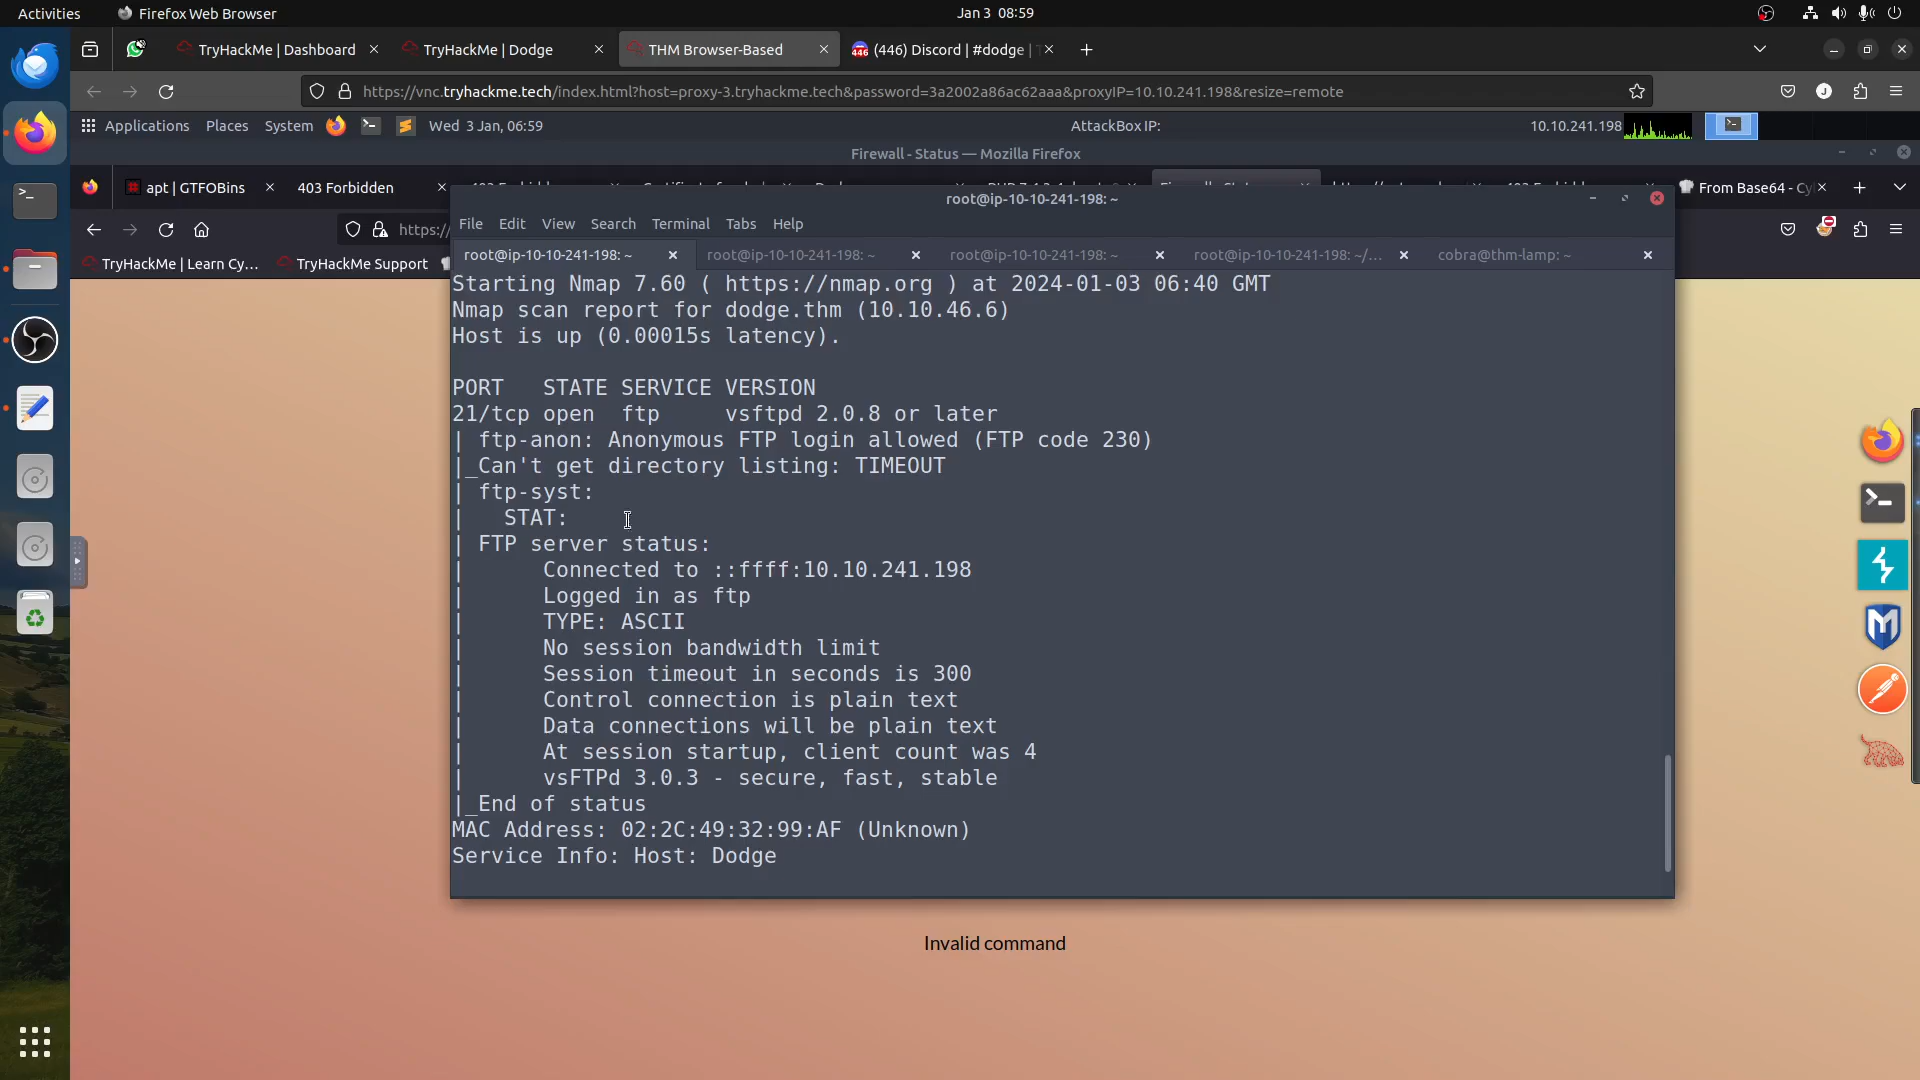 Activities
Firefox Web Browser
Jan 3 08:59
TryHackMe | Dashboard
TryHackMe | Dodge
THM Browser-Based
446
(446) Discord | #dodge |
https://vnc.tryhackme.tech/index.html?host=proxy-3.tryhackme.tech&password=3a2002a86ac62aaa&proxyIP=10.10.241.198&resize=remote
J
Applications
Places
System
Wed 3 Jan, 06:59
AttackBox IP:
10.10.241.198
Firewall - Status — Mozilla Firefox
apt | GTFOBins
403 Forbidden
From Base64 - Cy
https:/
TryHackMe | Learn Cy...
TryHackMe Support
root@ip-10-10-241-198: ~
File Edit View Search Terminal Tabs Help
root@ip-10-10-241-198: ~
root@ip-10-10-241-198: ~
root@ip-10-10-241-198: ~
root@ip-10-10-241-198: ~/...
cobra@thm-lamp: ~
Starting Nmap 7.60 ( https://nmap.org ) at 2024-01-03 06:40 GMT
Nmap scan report for dodge.thm (10.10.46.6)
Host is up (0.00015s latency).
PORT   STATE SERVICE VERSION
21/tcp open  ftp     vsftpd 2.0.8 or later
| ftp-anon: Anonymous FTP login allowed (FTP code 230)
|_Can't get directory listing: TIMEOUT
| ftp-syst:
|   STAT:
| FTP server status:
|      Connected to ::ffff:10.10.241.198
|      Logged in as ftp
|      TYPE: ASCII
|      No session bandwidth limit
|      Session timeout in seconds is 300
|      Control connection is plain text
|      Data connections will be plain text
|      At session startup, client count was 4
|      vsFTPd 3.0.3 - secure, fast, stable
|_End of status
MAC Address: 02:2C:49:32:99:AF (Unknown)
Service Info: Host: Dodge
Invalid command